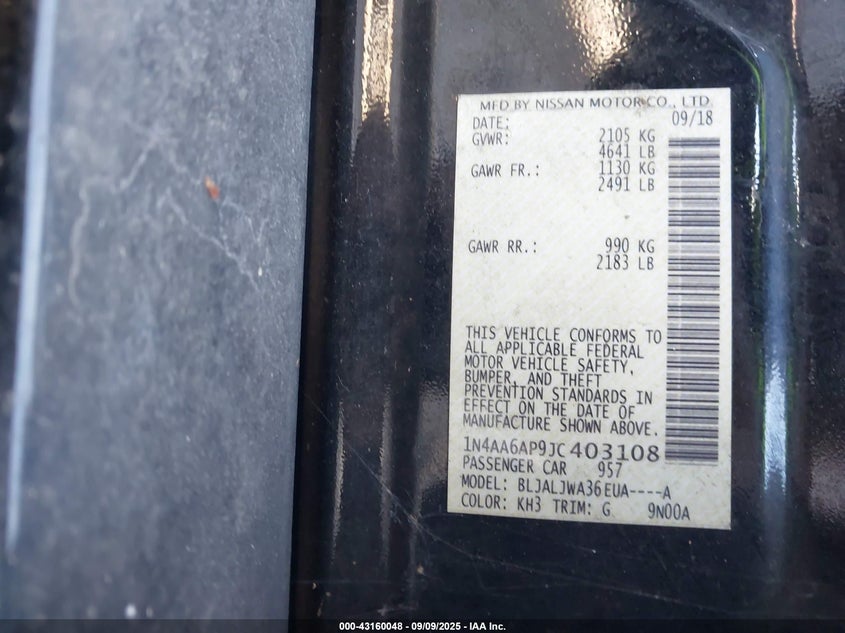 MFD BY NISSAN MOTOR CO., LTD
DATE: 09/18
GVWR: 2105 KG
4641 LB
GAWR FR.: 1130 KG
2491 LB
GAWR RR.: 990 KG
2183 LB
THIS VEHICLE CONFORMS TO
ALL APPLICABLE FEDERAL
MOTOR VEHICLE SAFETY,
BUMPER, AND THEFT
PREVENTION STANDARDS IN
EFFECT ON THE DATE OF
MANUFACTURE SHOWN ABOVE.
1N4AA6AP9JC403108
PASSENGER CAR 957
MODEL: BLJALJWA36EUA----A
COLOR: KH3 TRIM: G 9N00A
000-43160048 - 09/09/2025 - IAA Inc.